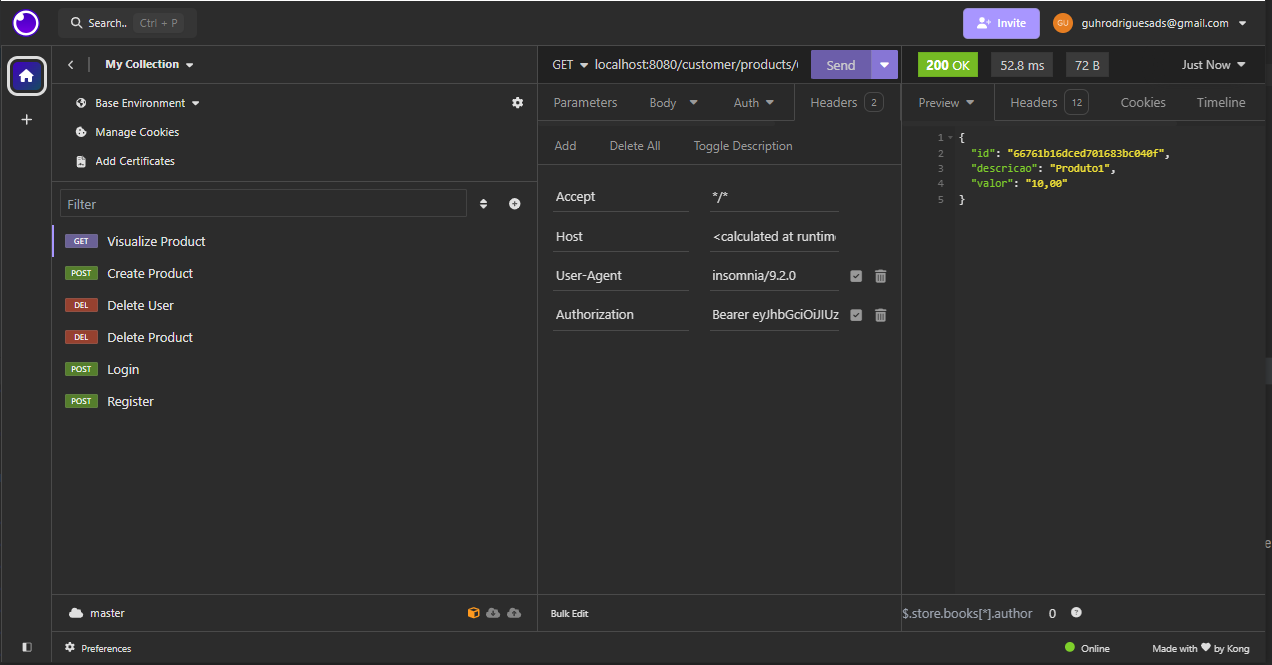 Search.. Ctrl + P
Invite
GU guhrodriguesads@gmail.com
My Collection
GET localhost:8080/customer/products/
Send
200 OK 52.8 ms 72 B
Just Now
Base Environment
Manage Cookies
Add Certificates
Parameters Body Auth Headers 2
Preview Headers 12 Cookies Timeline
Add Delete All Toggle Description
Filter
GET Visualize Product
POST Create Product
DEL Delete User
DEL Delete Product
POST Login
POST Register
Accept */*
Host <calculated at runtim
User-Agent insomnia/9.2.0
Authorization Bearer eyJhbGciOiJIUz
1 {
2 "id": "66761b16dced701683bc040f",
3 "descricao": "Produto1",
4 "valor": "10,00"
5 }
master
Bulk Edit
$.store.books[*].author 0
Preferences
Online
Made with ♥ by Kong